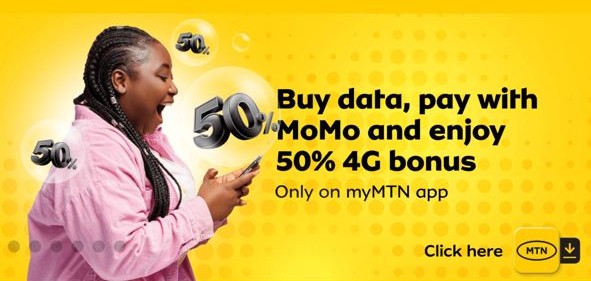 50%
50%
50%
Buy data, pay with
MoMo and enjoy
50% 4G bonus
Only on myMTN app
Click here
MTN